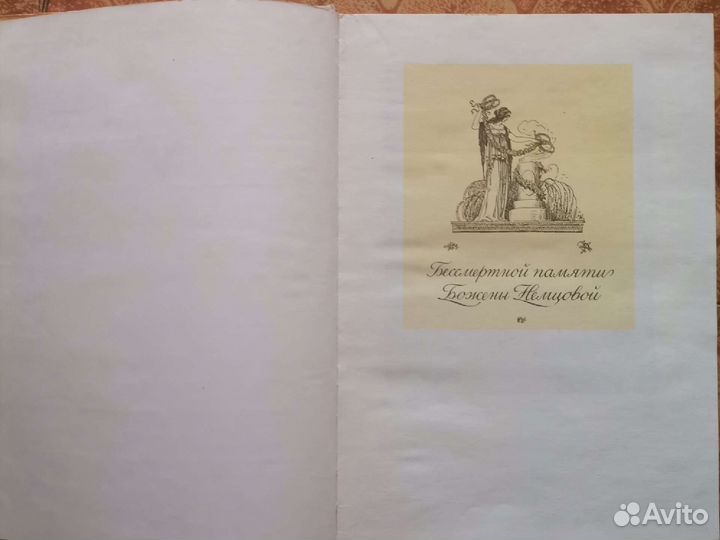 Бессмертной памяти
Божены Немцовой
Avito